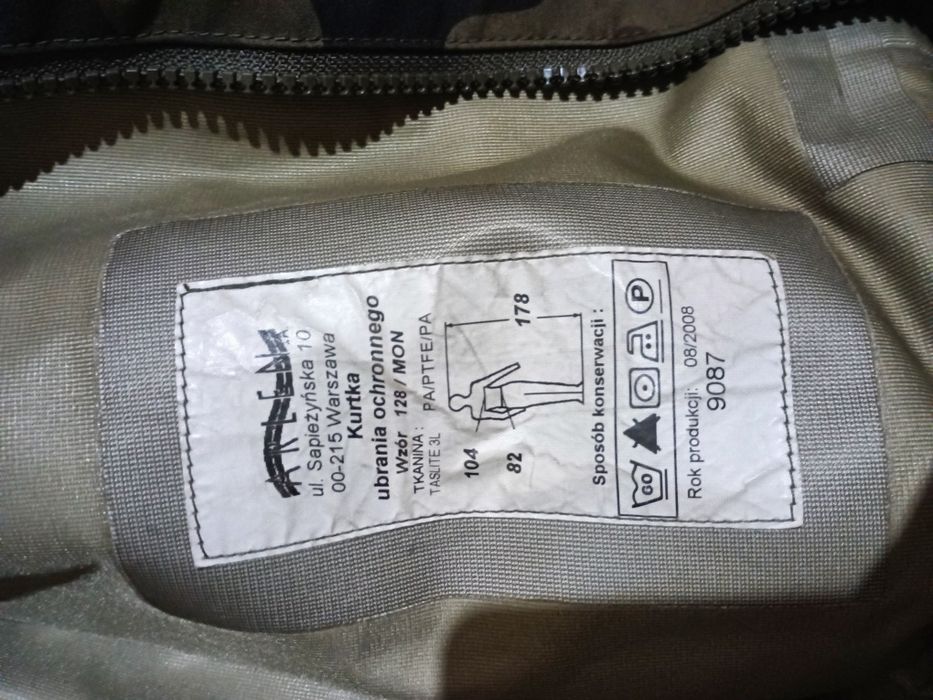 ul. Sapieżyńska 10
00-215 Warszawa
Kurtka
ubrania ochronnego
Wzór 128 / MON
TKANINA: PA/PTFE/PA
TASLITE 3L
104
82
178
Sposób konserwacji :
60
P
Rok produkcji: 08/2008
9087